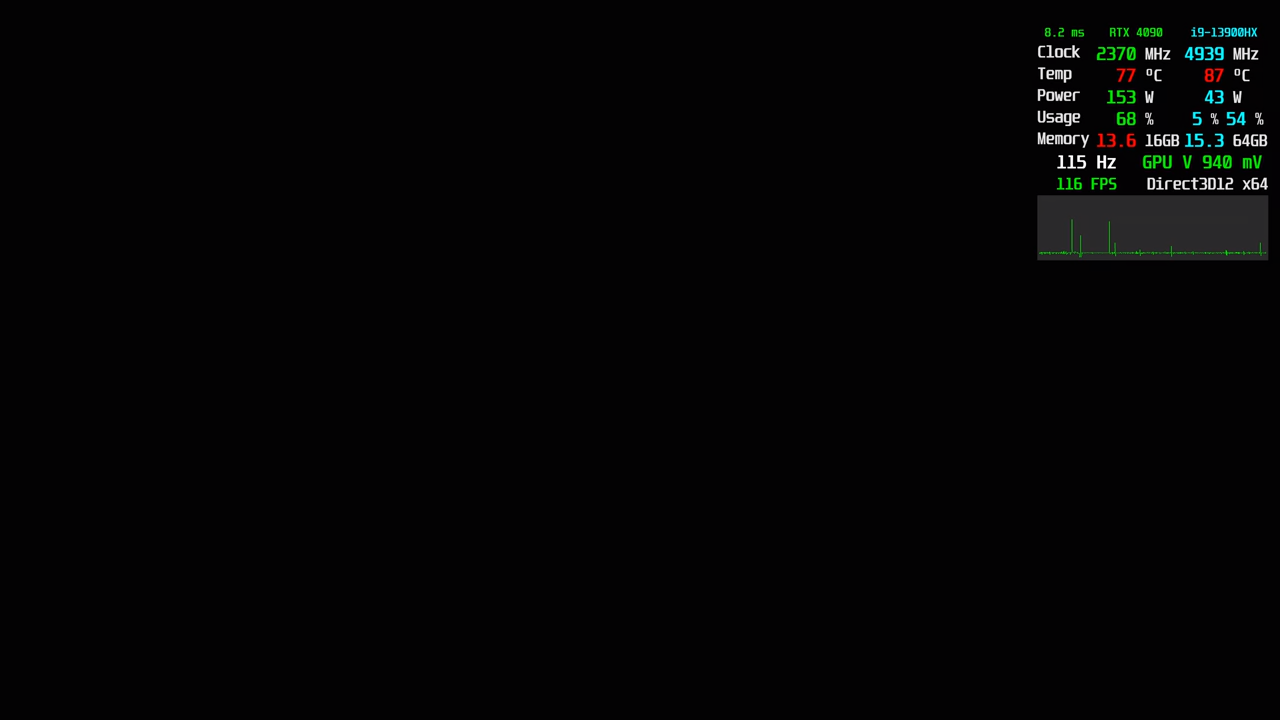 8.2 ms RTX 4090 i9-13900HX
Clock 2370 MHz 4939 MHz
Temp 77 ºC 87 ºC
Power 153 W 43 W
Usage 68 % 5 % 54 %
Memory 13.6 16GB 15.3 64GB
115 Hz GPU V 940 mV
116 FPS Direct3D12 x64